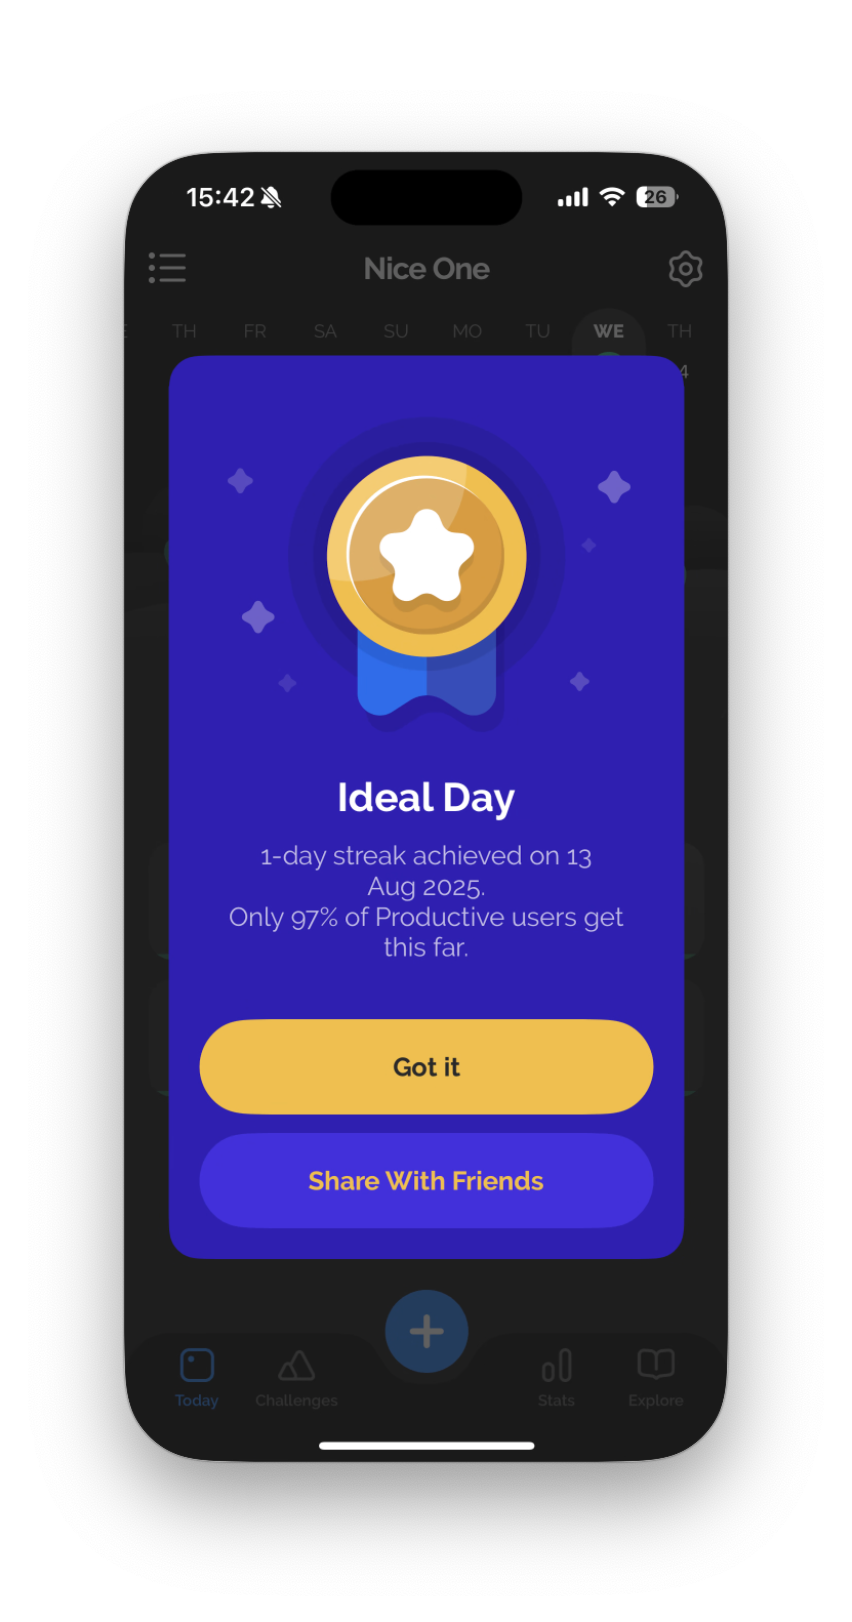 15:42 26
Nice One
E TH FR SA SU MO TU WE TH
4
Ideal Day
1-day streak achieved on 13
Aug 2025.
Only 97% of Productive users get
this far.
Got it
Share With Friends
Today Challenges Stats Explore